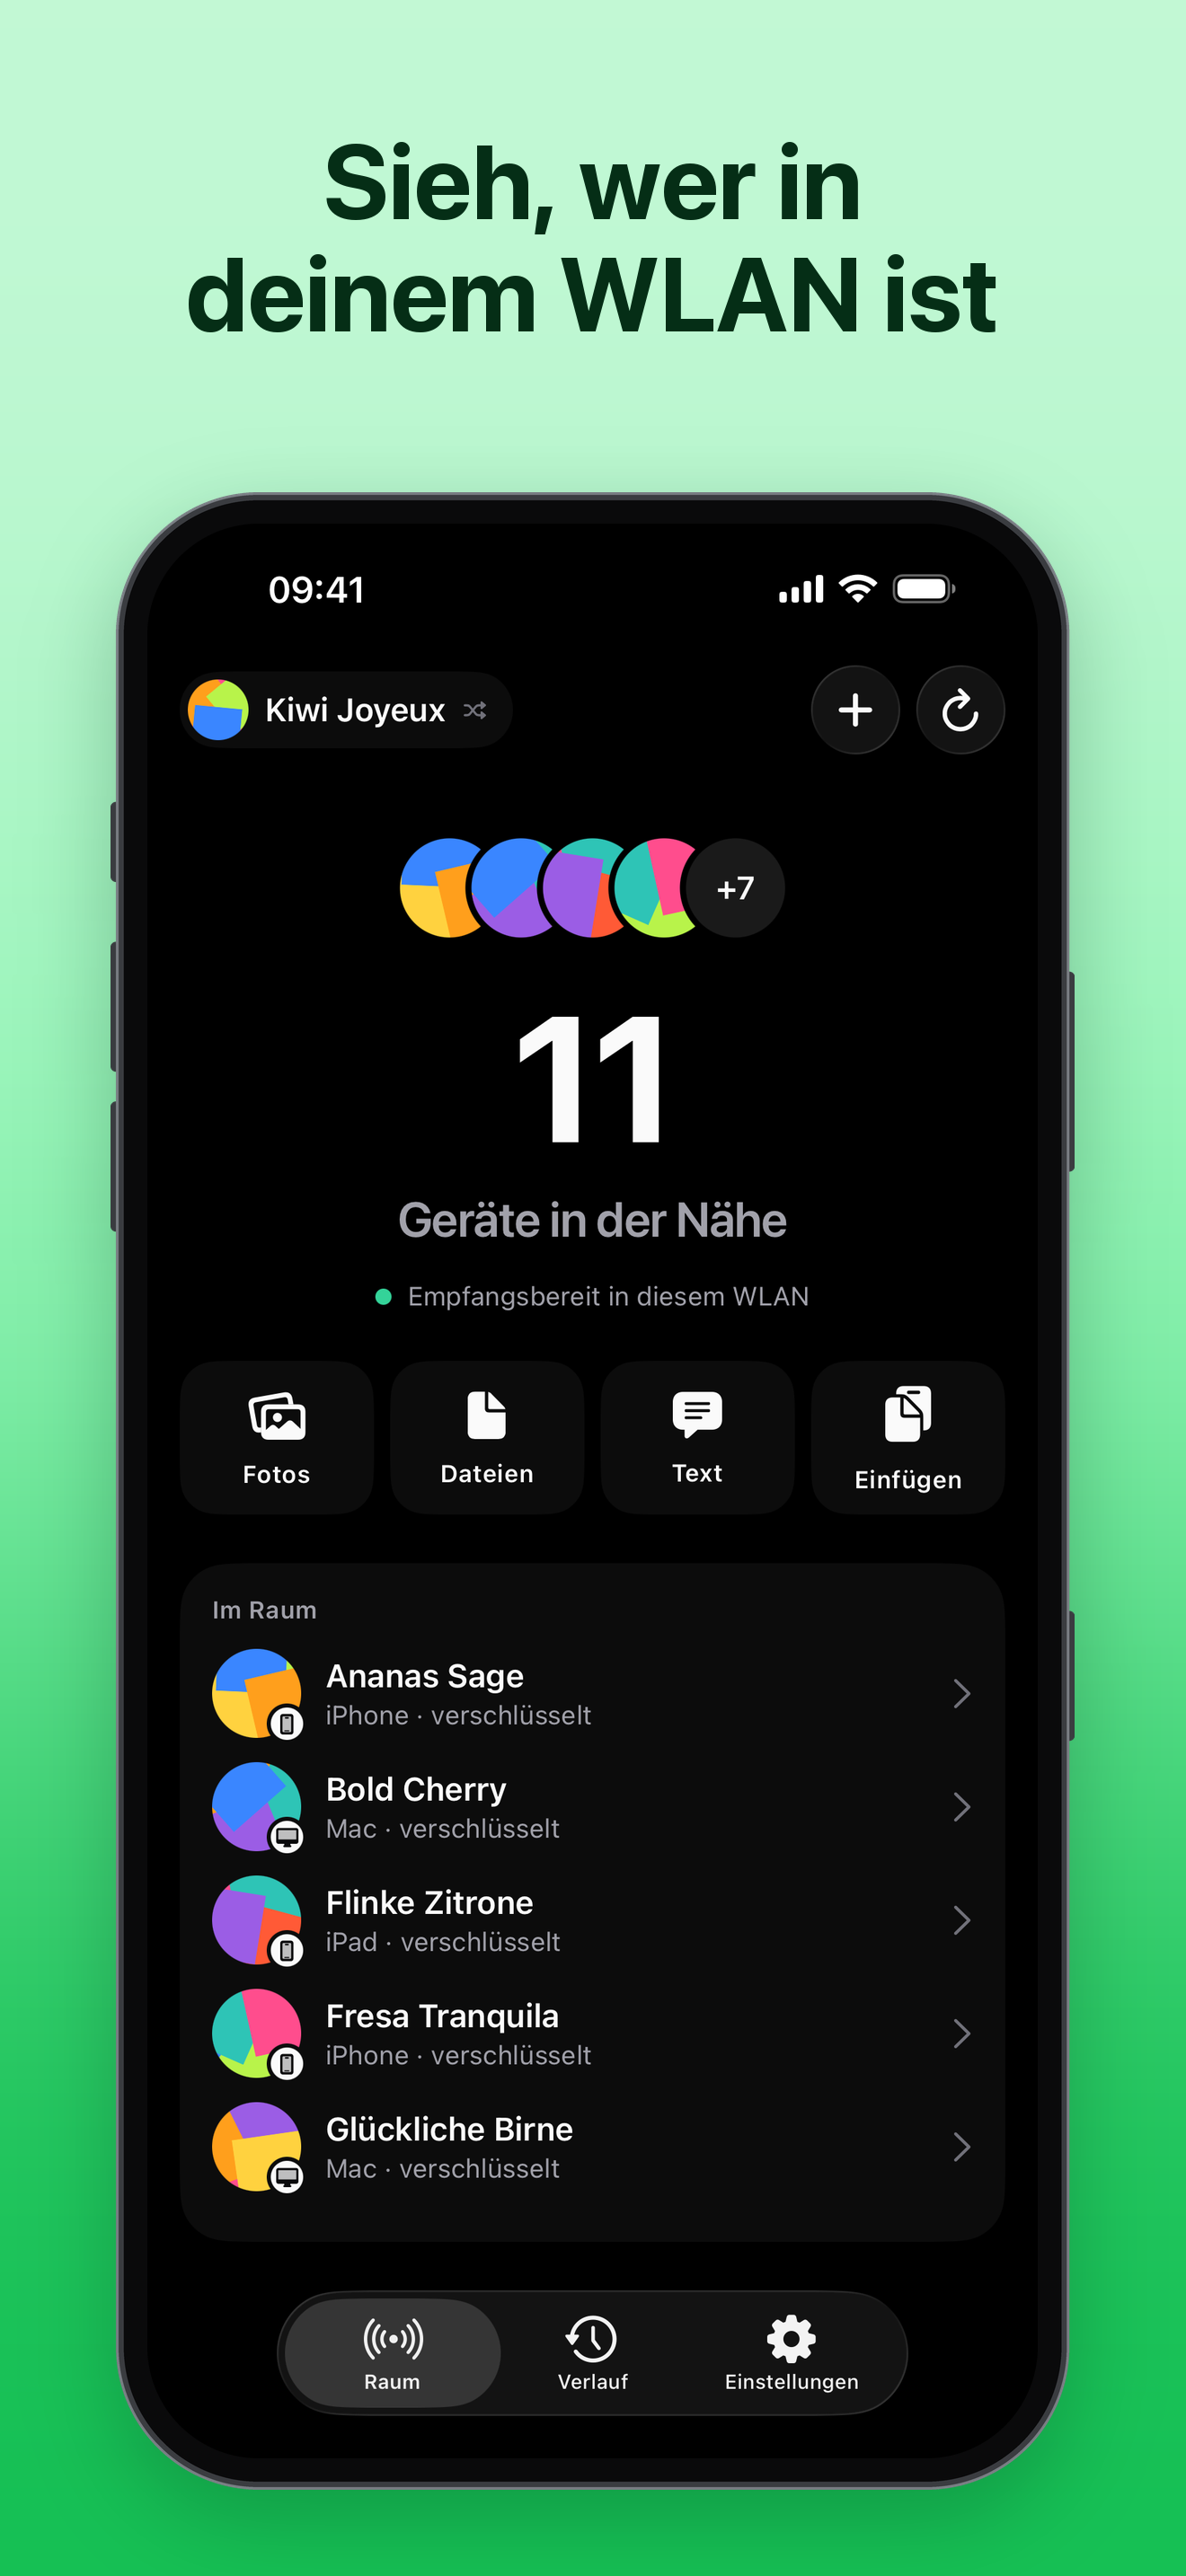 Sieh, wer in
deinem WLAN ist
09:41
Kiwi Joyeux
+7
11
Geräte in der Nähe
Empfangsbereit in diesem WLAN
Fotos
Dateien
Text
Einfügen
Im Raum
Ananas Sage
iPhone · verschlüsselt
Bold Cherry
Mac · verschlüsselt
Flinke Zitrone
iPad · verschlüsselt
Fresa Tranquila
iPhone · verschlüsselt
Glückliche Birne
Mac · verschlüsselt
Raum
Verlauf
Einstellungen